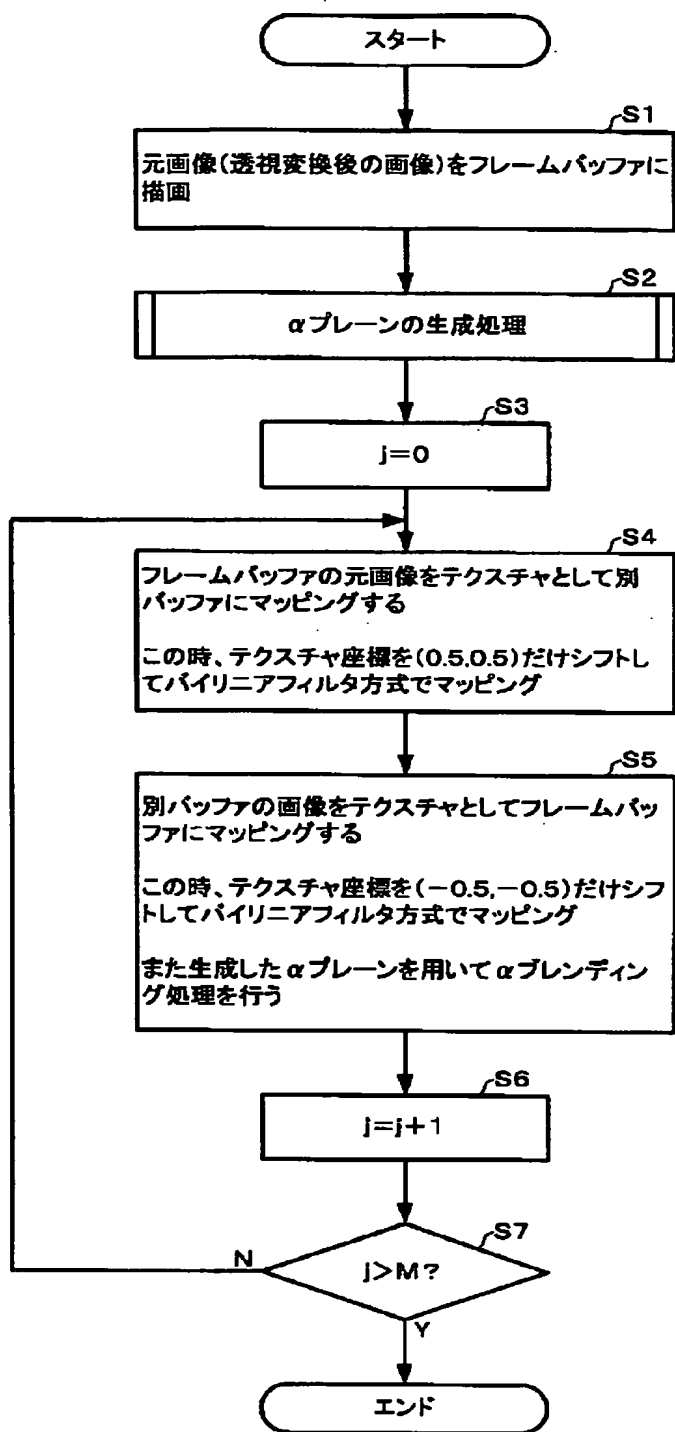 スタート
S1
元画像(透視変換後の画像)をフレームバッファに
描画
S2
αプレーンの生成処理
S3
j=0
S4
フレームバッファの元画像をテクスチャとして別
バッファにマッピングする
この時、テクスチャ座標を(0.5,0.5)だけシフトし
てバイリニアフィルタ方式でマッピング
S5
別バッファの画像をテクスチャとしてフレームバッ
ファにマッピングする
この時、テクスチャ座標を(-0.5,-0.5)だけシフ
トしてバイリニアフィルタ方式でマッピング
また生成したαプレーンを用いてαブレンディン
グ処理を行う
S6
j=j+1
S7
j>M?
N
Y
エンド